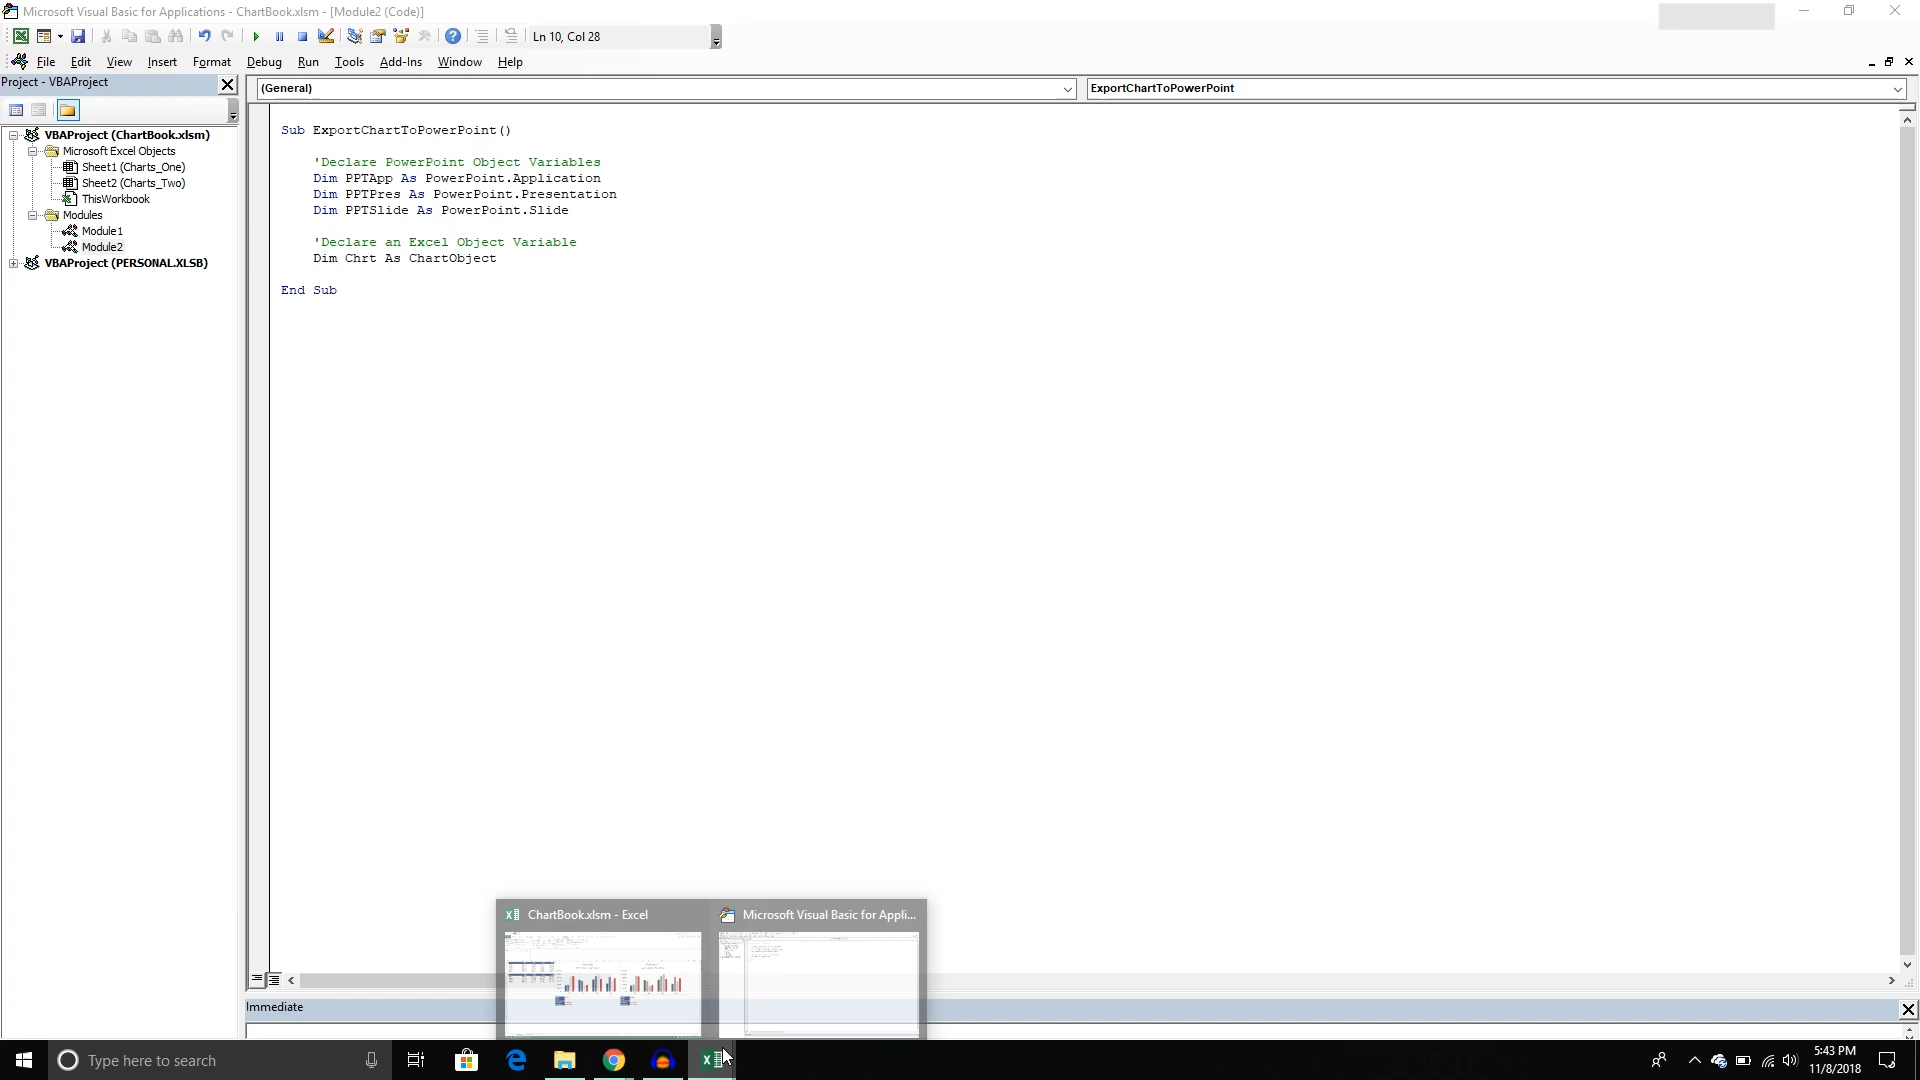 Microsoft Visual Basic for Applications - ChartBook.xlsm - [Module2 (Code)]
Ln 10, Col 28
File Edit View Insert Format Debug Run Tools Add-Ins Window Help
Project - VBAProject
(General)
ExportChartToPowerPoint
VBAProject (ChartBook.xlsm)
Microsoft Excel Objects
Sheet1 (Charts_One)
Sheet2 (Charts_Two)
ThisWorkbook
Modules
Module1
Module2
VBAProject (PERSONAL.XLSB)
Sub ExportChartToPowerPoint()
'Declare PowerPoint Object Variables
Dim PPTApp As PowerPoint.Application
Dim PPTPres As PowerPoint.Presentation
Dim PPTSlide As PowerPoint.Slide
'Declare an Excel Object Variable
Dim Chrt As ChartObject
End Sub
ChartBook.xlsm - Excel
Microsoft Visual Basic for Appli...
Immediate
Type here to search
5:43 PM
11/8/2018